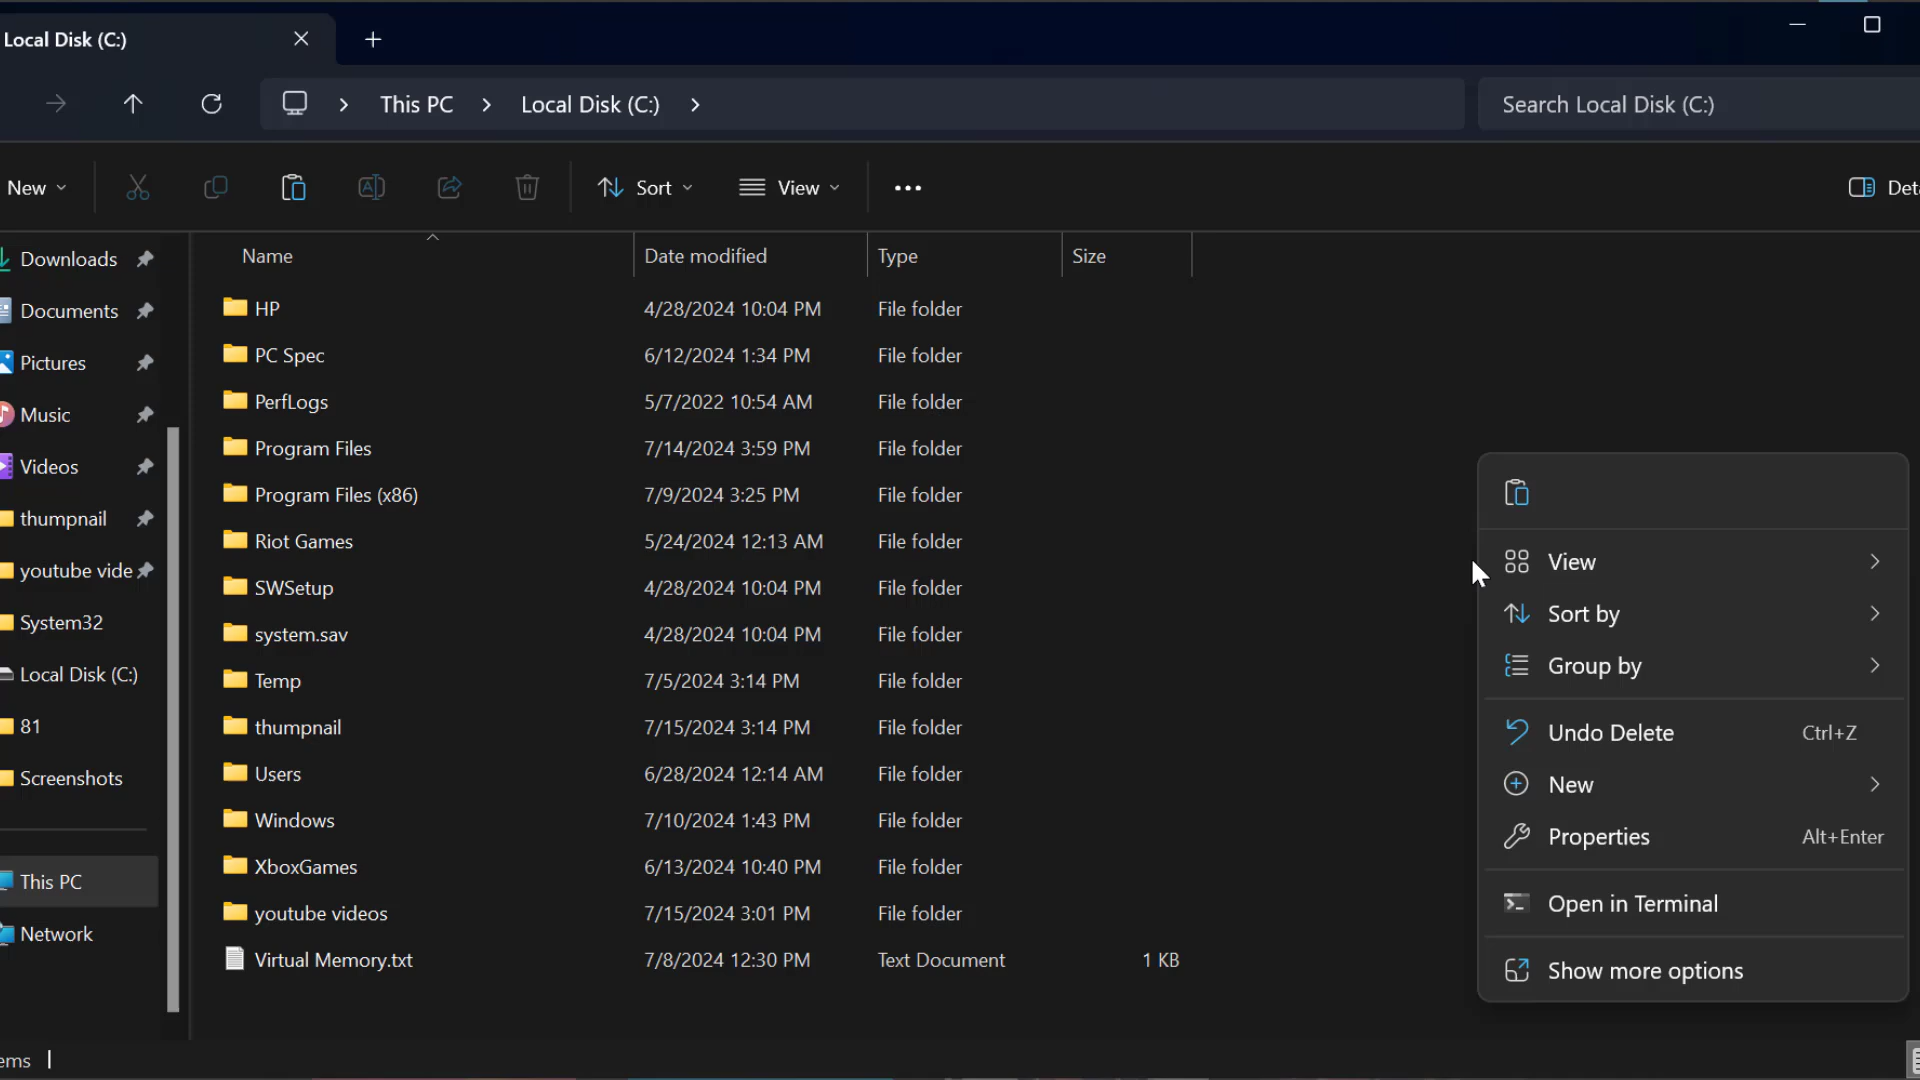 Local Disk (C:)
This PC Local Disk (C:)
Search Local Disk (C:)
New Sort View
Name Date modified Type Size
Downloads
Documents
Pictures
Music
Videos
thumpnail
youtube vide
System32
Local Disk (C:)
81
Screenshots
This PC
Network
HP 4/28/2024 10:04 PM File folder
PC Spec 6/12/2024 1:34 PM File folder
PerfLogs 5/7/2022 10:54 AM File folder
Program Files 7/14/2024 3:59 PM File folder
Program Files (x86) 7/9/2024 3:25 PM File folder
Riot Games 5/24/2024 12:13 AM File folder
SWSetup 4/28/2024 10:04 PM File folder
system.sav 4/28/2024 10:04 PM File folder
Temp 7/5/2024 3:14 PM File folder
thumpnail 7/15/2024 3:14 PM File folder
Users 6/28/2024 12:14 AM File folder
Windows 7/10/2024 1:43 PM File folder
XboxGames 6/13/2024 10:40 PM File folder
youtube videos 7/15/2024 3:01 PM File folder
Virtual Memory.txt 7/8/2024 12:30 PM Text Document 1 KB
View
Sort by
Group by
Undo Delete Ctrl+Z
New
Properties Alt+Enter
Open in Terminal
Show more options